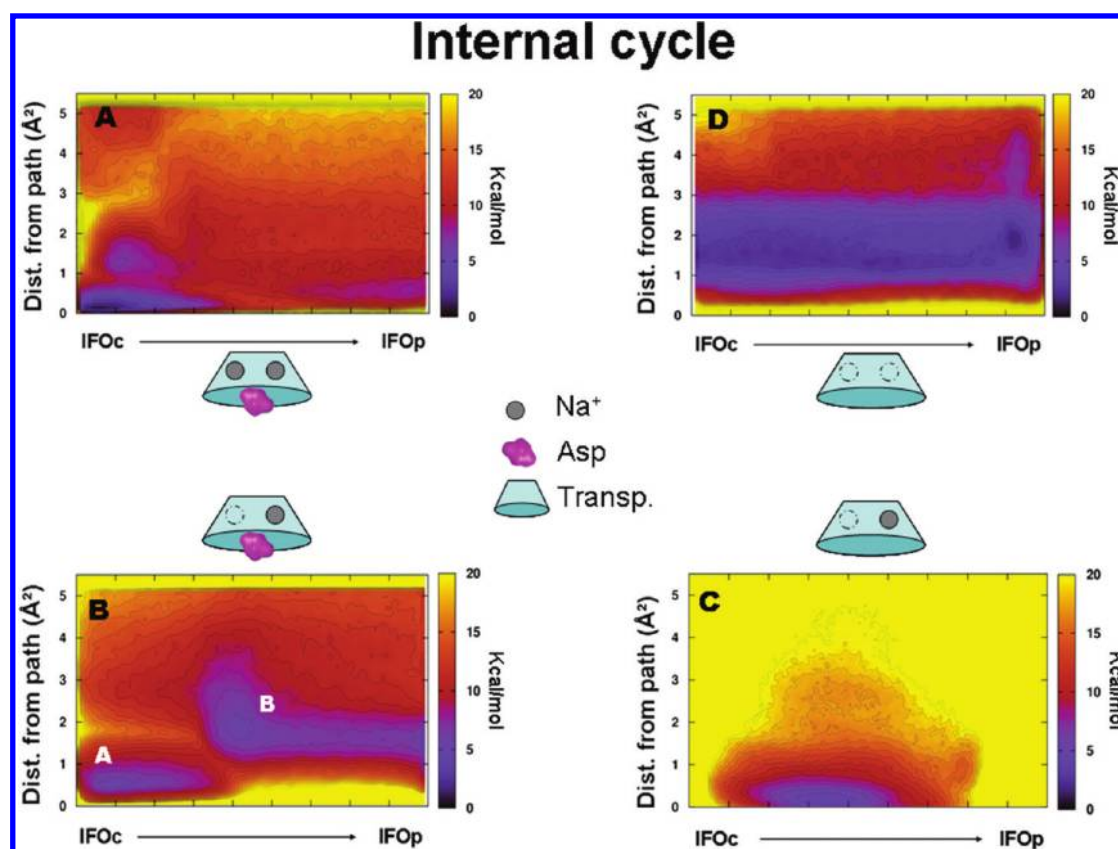 Internal cycle
A
Dist. from path (Å²)
5
4
3
2
1
0
20
15
10
5
0
Kcal/mol
IFOc
IFOp
D
Dist. from path (Å²)
5
4
3
2
1
0
20
15
10
5
0
Kcal/mol
IFOc
IFOp
Na⁺
Asp
Transp.
B
Dist. from path (Å²)
5
4
3
2
1
0
A
B
20
15
10
5
0
Kcal/mol
IFOc
IFOp
C
Dist. from path (Å²)
5
4
3
2
1
0
20
15
10
5
0
Kcal/mol
IFOc
IFOp